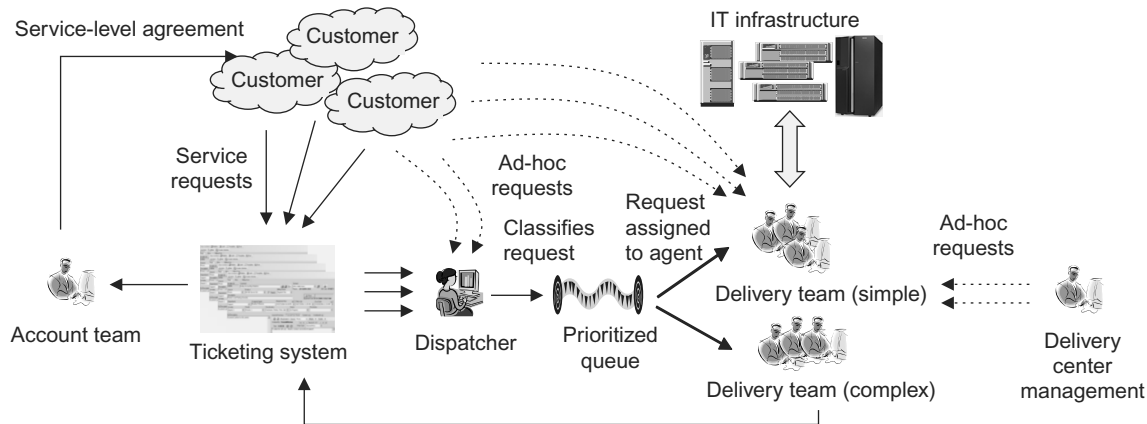 Service-level agreement
Customer
Customer
Customer
IT infrastructure
Service
requests
Ad-hoc
requests
Classifies
request
Request
assigned
to agent
Ad-hoc
requests
Account team
Ticketing system
Dispatcher
Prioritized
queue
Delivery team (simple)
Delivery team (complex)
Delivery
center
management